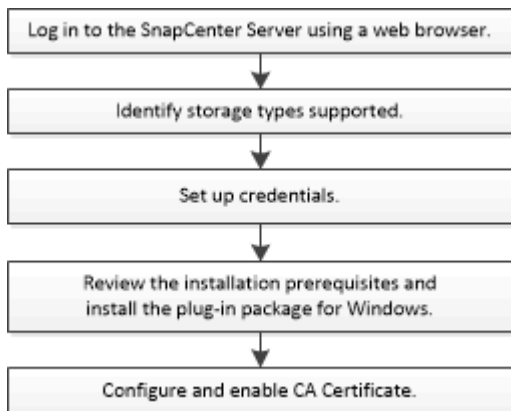 Log in to the SnapCenter Server using a web browser.
Identify storage types supported.
Set up credentials.
Review the installation prerequisites and
install the plug-in package for Windows.
Configure and enable CA Certificate.